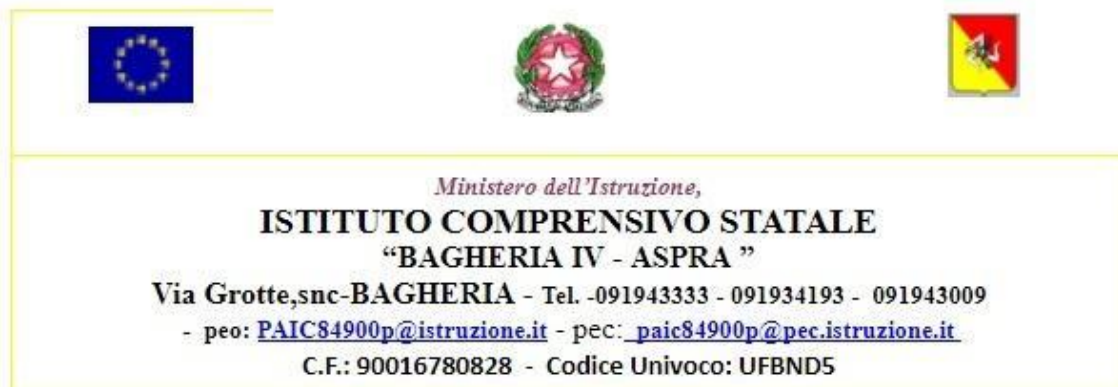 Ministero dell'Istruzione,
ISTITUTO COMPRENSIVO STATALE
“BAGHERIA IV - ASPRA ”
Via Grotte,snc-BAGHERIA - Tel. -091943333 - 091934193 - 091943009
- peo: PAIC84900p@istruzione.it - pec: paic84900p@pec.istruzione.it
C.F.: 90016780828 - Codice Univoco: UFBND5